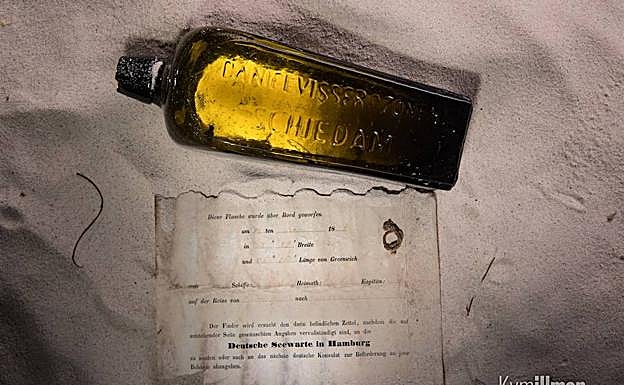 DANIEL VISSER & ZONEN
SCHIEDAM
Diese Flasche wurde über Bord geworfen
am ten 18
in Breite
und Länge von Greenwich
vom Schiffe: Heimath: Kapitän:
auf der Reise von nach
Der Finder wird ersucht den darin befindlichen Zettel, nachdem die auf
umstehender Seite gewünschten Angaben vervollständigt sind, an die
Deutsche Seewarte in Hamburg
zu senden oder auch an das nächste deutsche Konsulat zur Beförderung an jene
Behörde abzugeben.
Kymillman